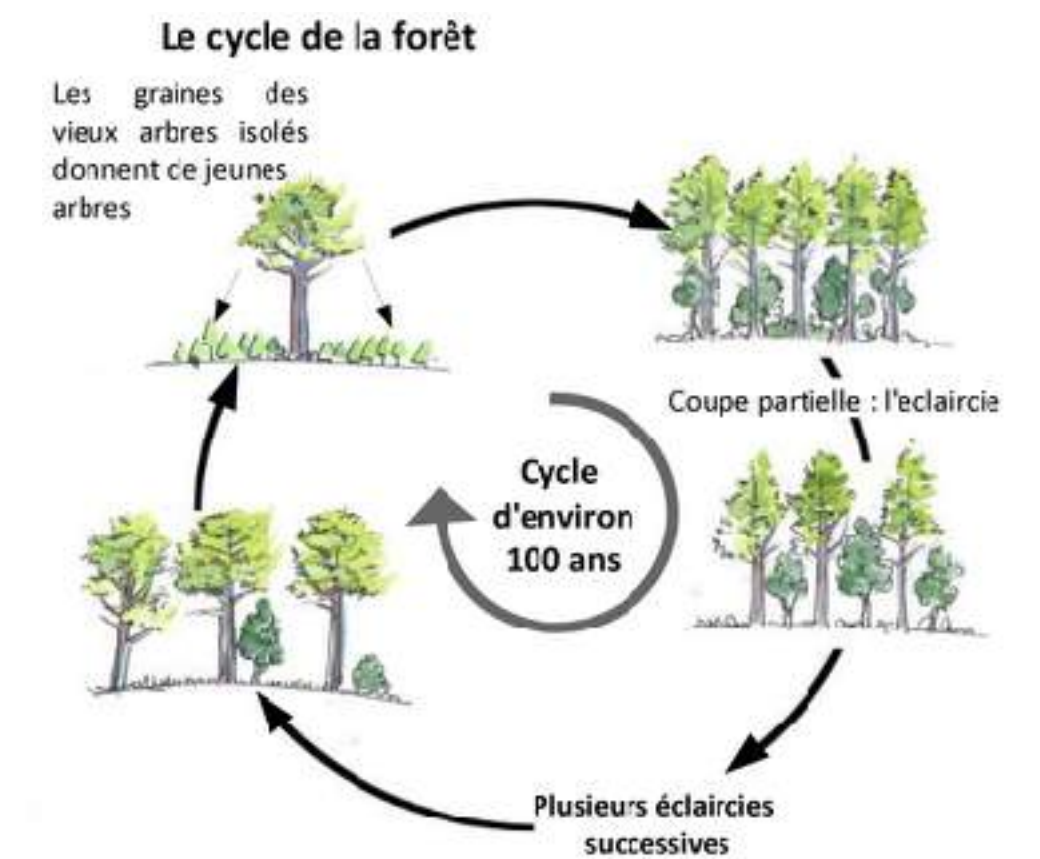 Le cycle de la forêt
Les graines des
vieux arbres isolés
donnent de jeunes
arbres
Coupe partielle : l'eclaircie
Cycle
d'environ
100 ans
Plusieurs éclaircies
successives